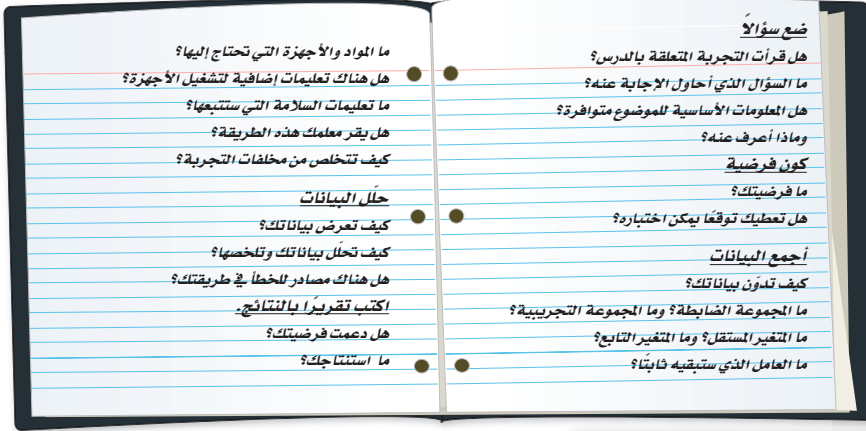 ضع سؤالاً
هل قرأت التجربة المتعلقة بالدرس؟
ما السؤال الذي أحاول الإجابة عنه؟
هل المعلومات الأساسية للموضوع متوافرة؟
وماذا أعرف عنه؟
كون فرضية
ما فرضيتك؟
هل تعطيك توقعًا يمكن اختباره؟
أجمع البيانات
كيف تدوّن بياناتك؟
ما المجموعة الضابطة؟ وما المجموعة التجريبية؟
ما المتغير المستقل؟ وما المتغير التابع؟
ما العامل الذي ستبقيه ثابتًا؟
ما المواد والأجهزة التي تحتاج إليها؟
هل هناك تعليمات إضافية لتشغيل الأجهزة؟
ما تعليمات السلامة التي ستتبعها؟
هل يقر معلمك هذه الطريقة؟
كيف تتخلص من مخلفات التجربة؟
حلّل البيانات
كيف تعرض بياناتك؟
كيف تحلّل بياناتك وتلخصها؟
هل هناك مصادر للخطأ في طريقتك؟
اكتب تقريرًا بالنتائج.
هل دعمت فرضيتك؟
ما استنتاجك؟